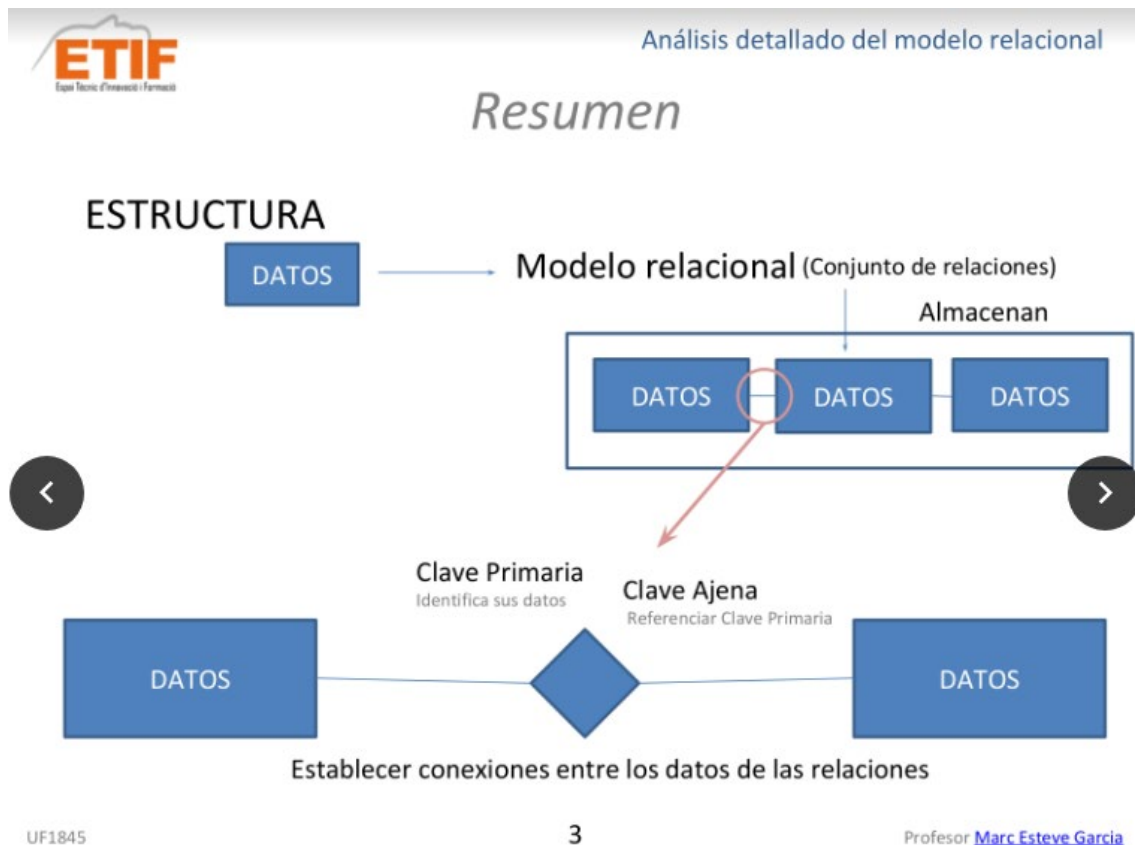 ETIF
Espai Tècnic d'Innovació i Formació
Análisis detallado del modelo relacional
Resumen
ESTRUCTURA
DATOS
Modelo relacional (Conjunto de relaciones)
Almacenan
DATOS
DATOS
DATOS
Clave Primaria
Identifica sus datos
Clave Ajena
Referenciar Clave Primaria
DATOS
DATOS
Establecer conexiones entre los datos de las relaciones
UF1845
3
Profesor Marc Esteve Garcia